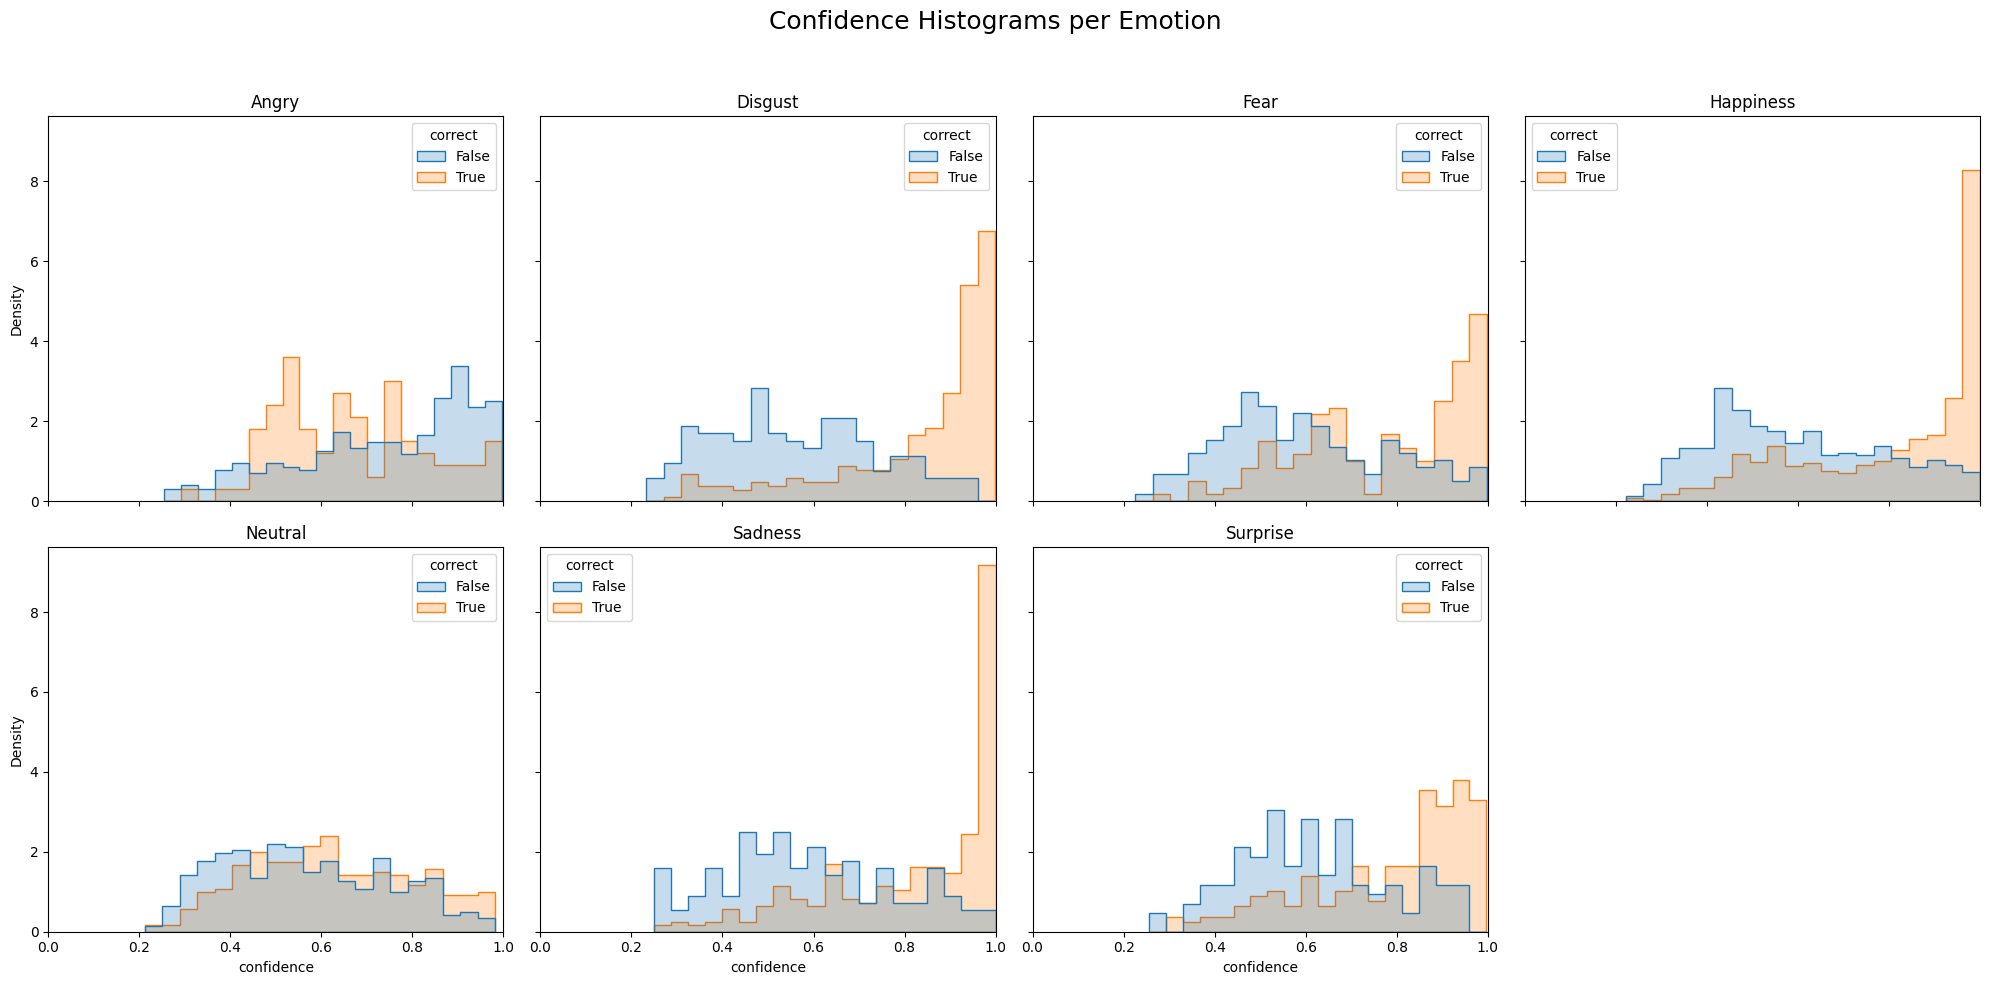 Confidence Histograms per Emotion
Angry
Disgust
Fear
Happiness
correct
False
True
correct
False
True
correct
False
True
correct
False
True
Density
8
6
4
2
0
Neutral
Sadness
Surprise
correct
False
True
correct
False
True
correct
False
True
Density
8
6
4
2
0
0.0 0.2 0.4 0.6 0.8 1.0
0.0 0.2 0.4 0.6 0.8 1.0
0.0 0.2 0.4 0.6 0.8 1.0
confidence
confidence
confidence